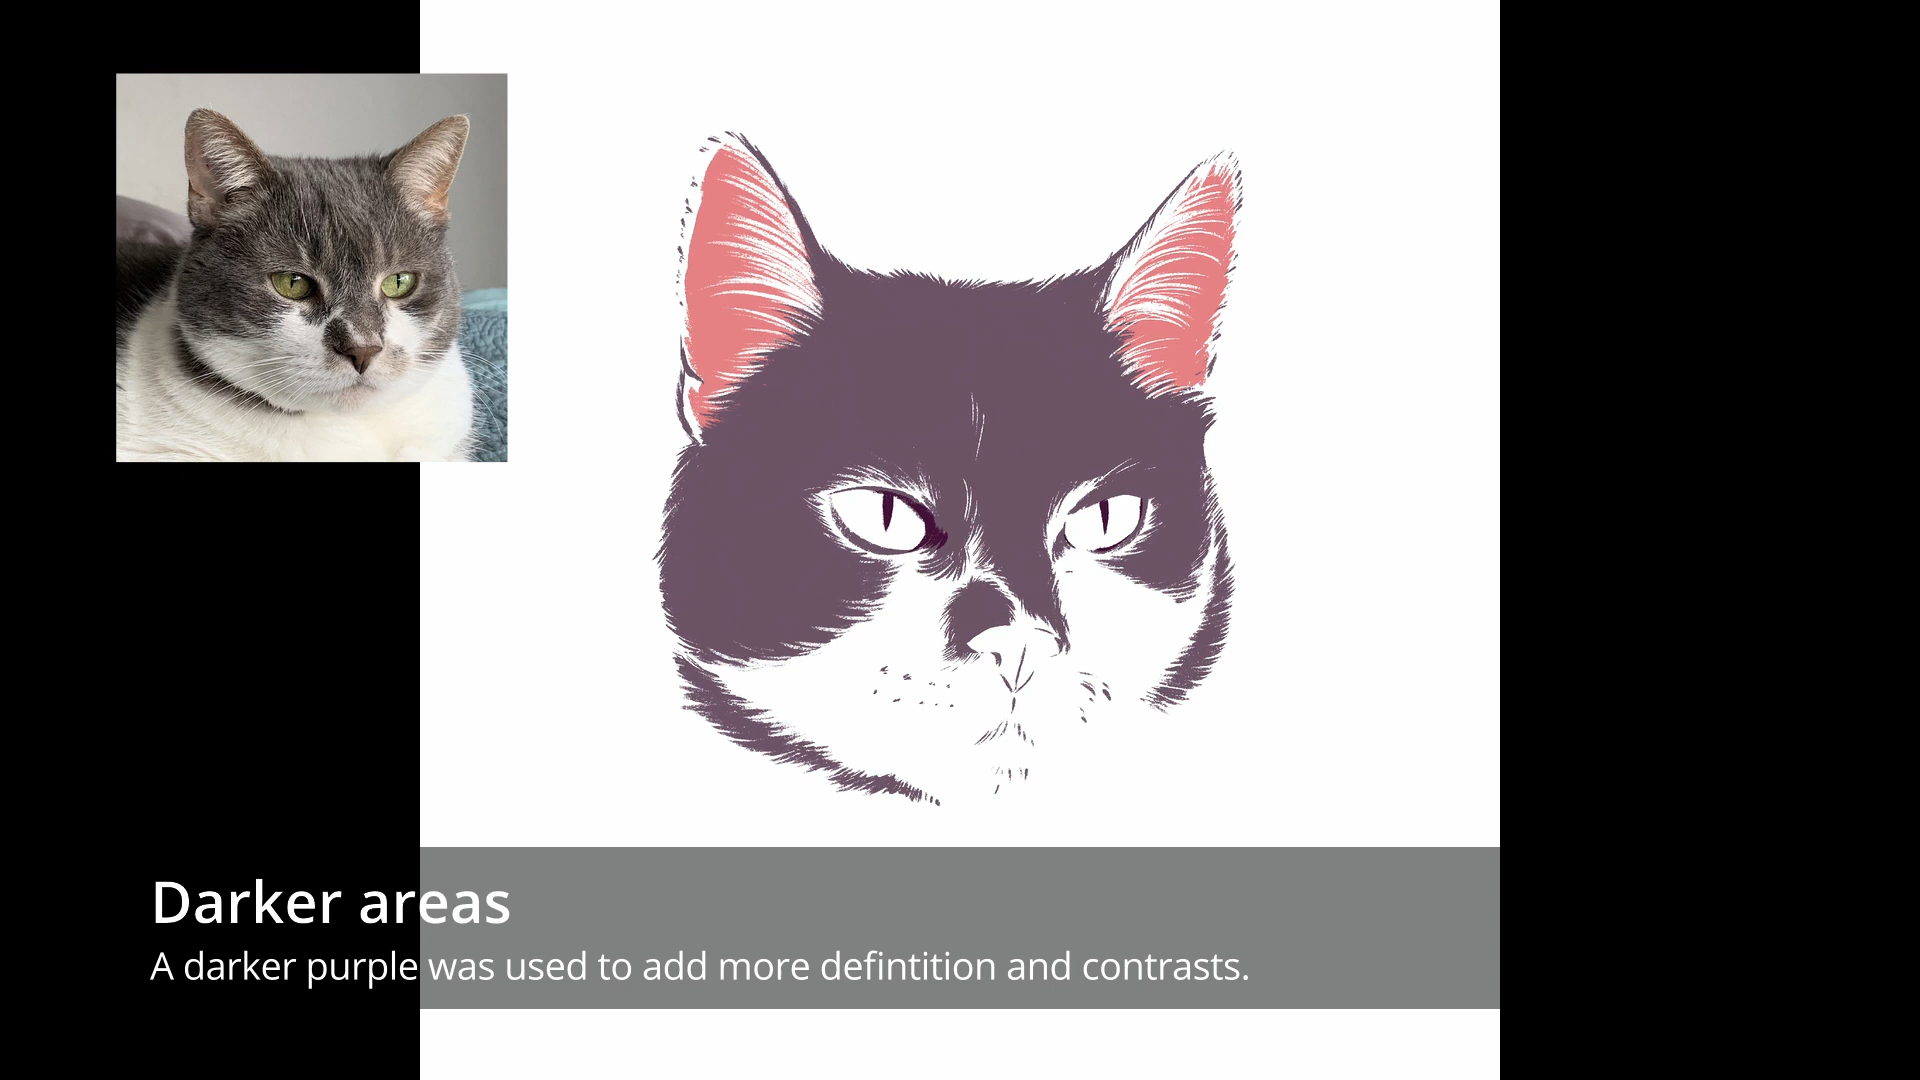 Darker areas
A darker purple was used to add more defintition and contrasts.